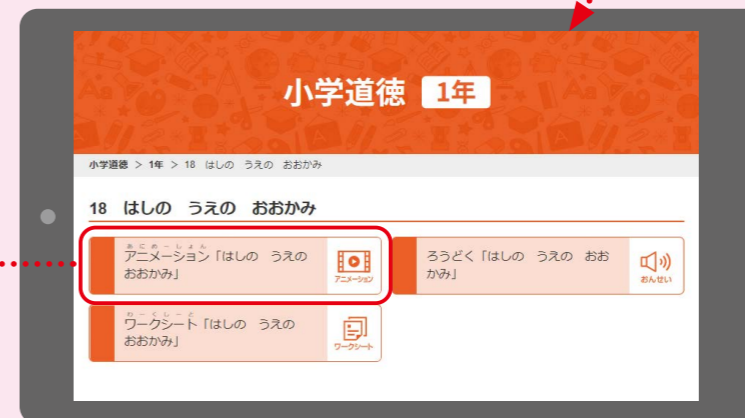 小学道徳 1年
小学道徳 > 1年 > 18 はしの うえの おおかみ
18 はしの うえの おおかみ
あにめーしょん
アニメーション「はしの うえの
おおかみ」
アニメーション
ろうどく「はしの うえの おお
かみ」
おんせい
わーくしーと
ワークシート「はしの うえの
おおかみ」
ワークシート